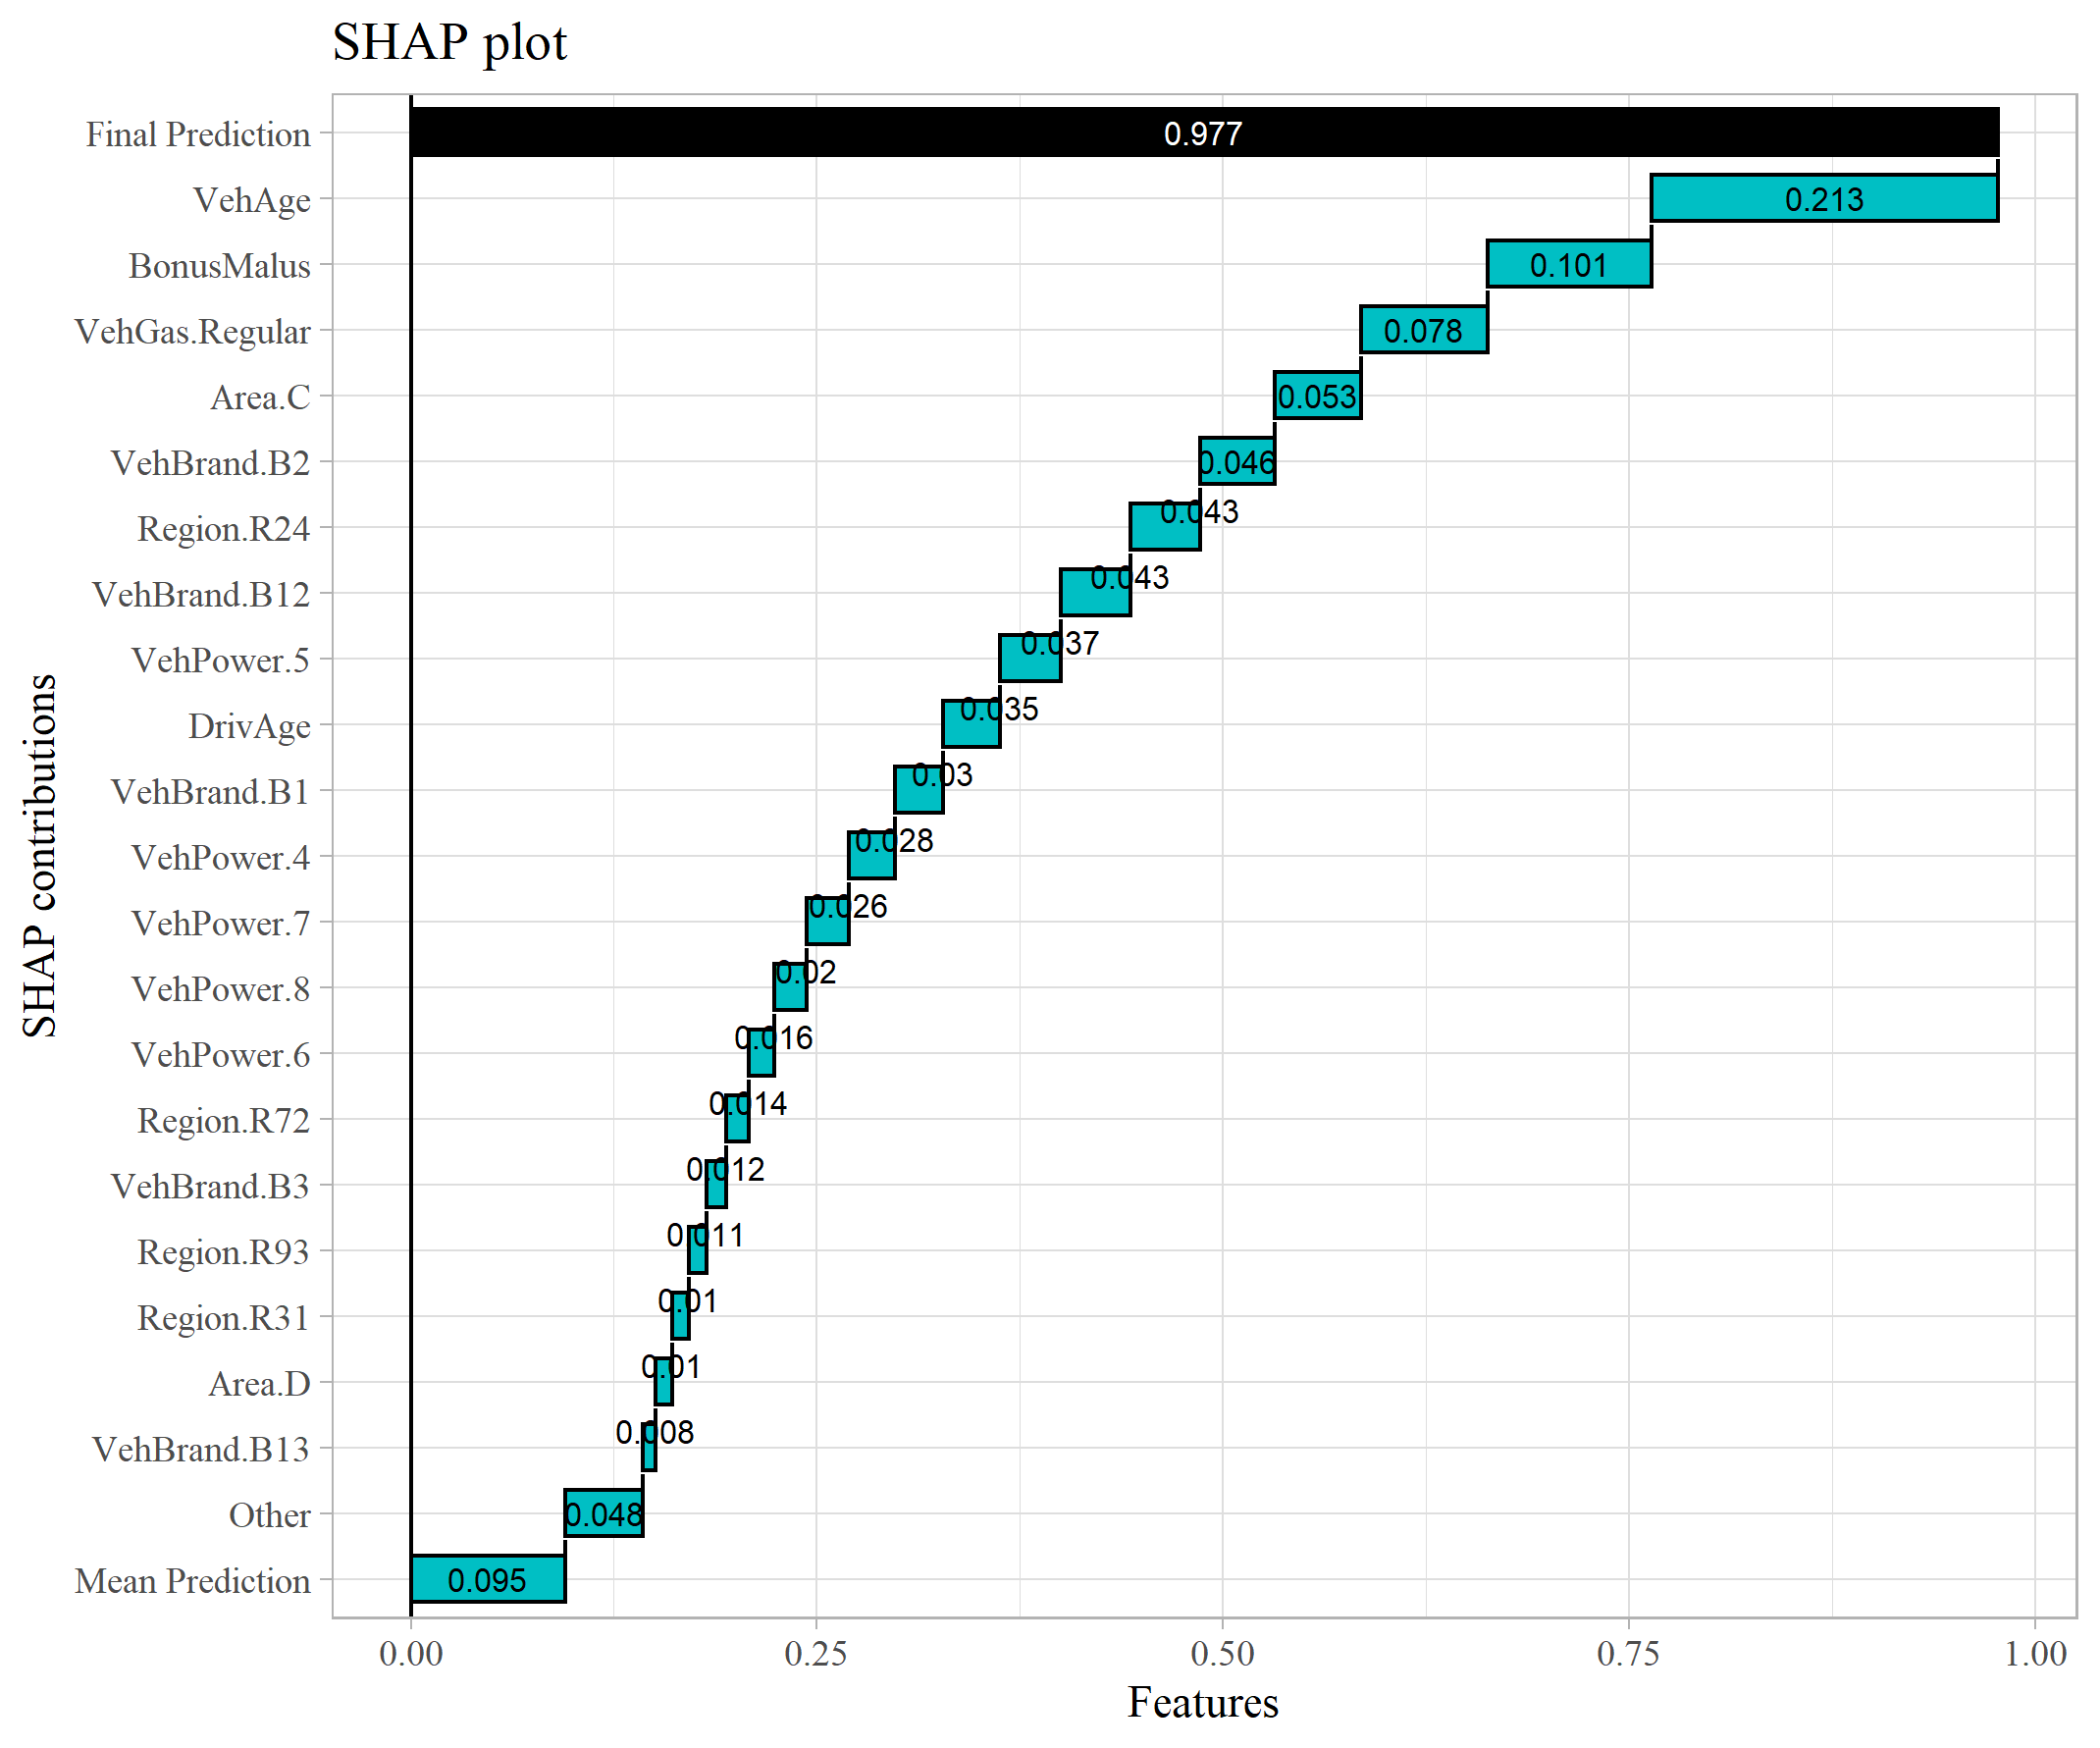 SHAP plot
Final Prediction 0.977
VehAge 0.213
BonusMalus 0.101
VehGas.Regular 0.078
Area.C 0.053
VehBrand.B2 0.046
Region.R24 0.043
VehBrand.B12 0.043
VehPower.5 0.037
DrivAge 0.035
VehBrand.B1 0.03
VehPower.4 0.028
VehPower.7 0.026
VehPower.8 0.02
VehPower.6 0.016
Region.R72 0.014
VehBrand.B3 0.012
Region.R93 0.011
Region.R31 0.01
Area.D 0.01
VehBrand.B13 0.008
Other 0.048
Mean Prediction 0.095
SHAP contributions
0.00 0.25 0.50 0.75 1.00
Features